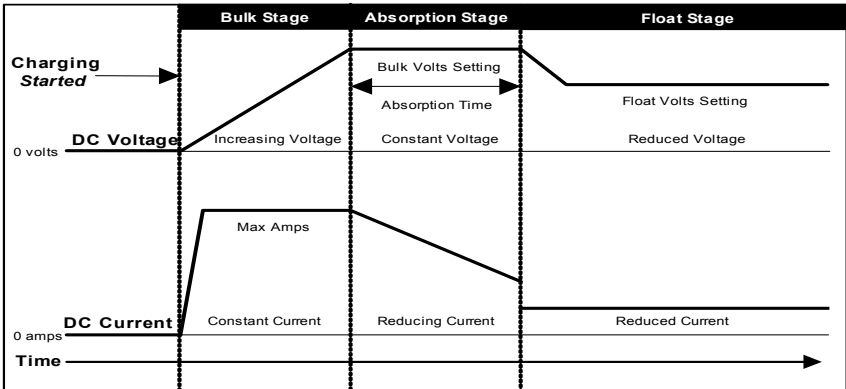 Bulk Stage Absorption Stage Float Stage
Charging
Started
Bulk Volts Setting
Absorption Time
Float Volts Setting
DC Voltage
Increasing Voltage Constant Voltage Reduced Voltage
0 volts
Max Amps
DC Current
Constant Current Reducing Current Reduced Current
0 amps
Time